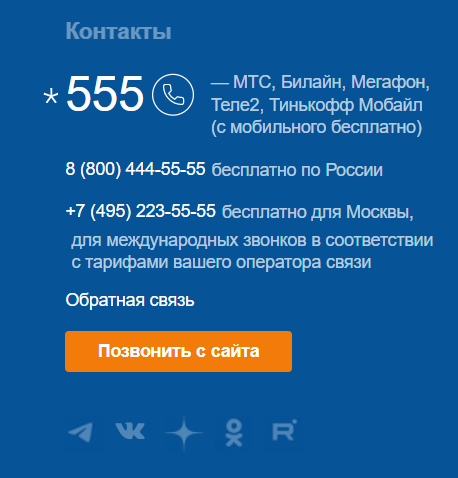 Контакты
*555
— МТС, Билайн, Мегафон,
Теле2, Тинькофф Мобайл
(с мобильного бесплатно)
8 (800) 444-55-55 бесплатно по России
+7 (495) 223-55-55 бесплатно для Москвы,
для международных звонков в соответствии
с тарифами вашего оператора связи
Обратная связь
Позвонить с сайта